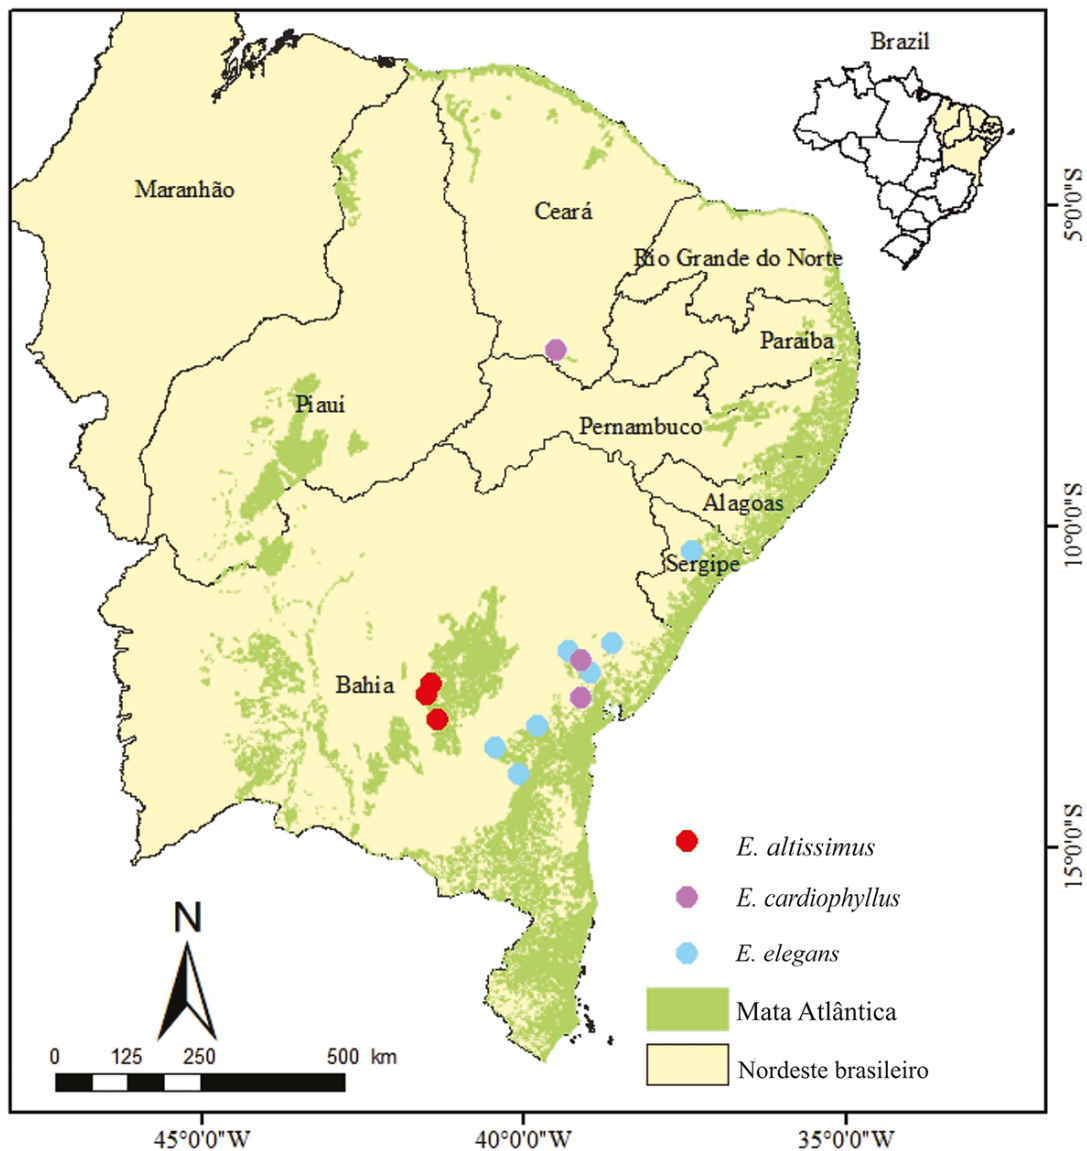 Brazil
Maranhão
Ceará
Rio Grande do Norte
Paraíba
Piauí
Pernambuco
Alagoas
Sergipe
Bahia
5°0'0"S
10°0'0"S
15°0'0"S
E. altissimus
E. cardiophyllus
E. elegans
Mata Atlântica
Nordeste brasileiro
N
0 125 250 500 km
45°0'0"W 40°0'0"W 35°0'0"W